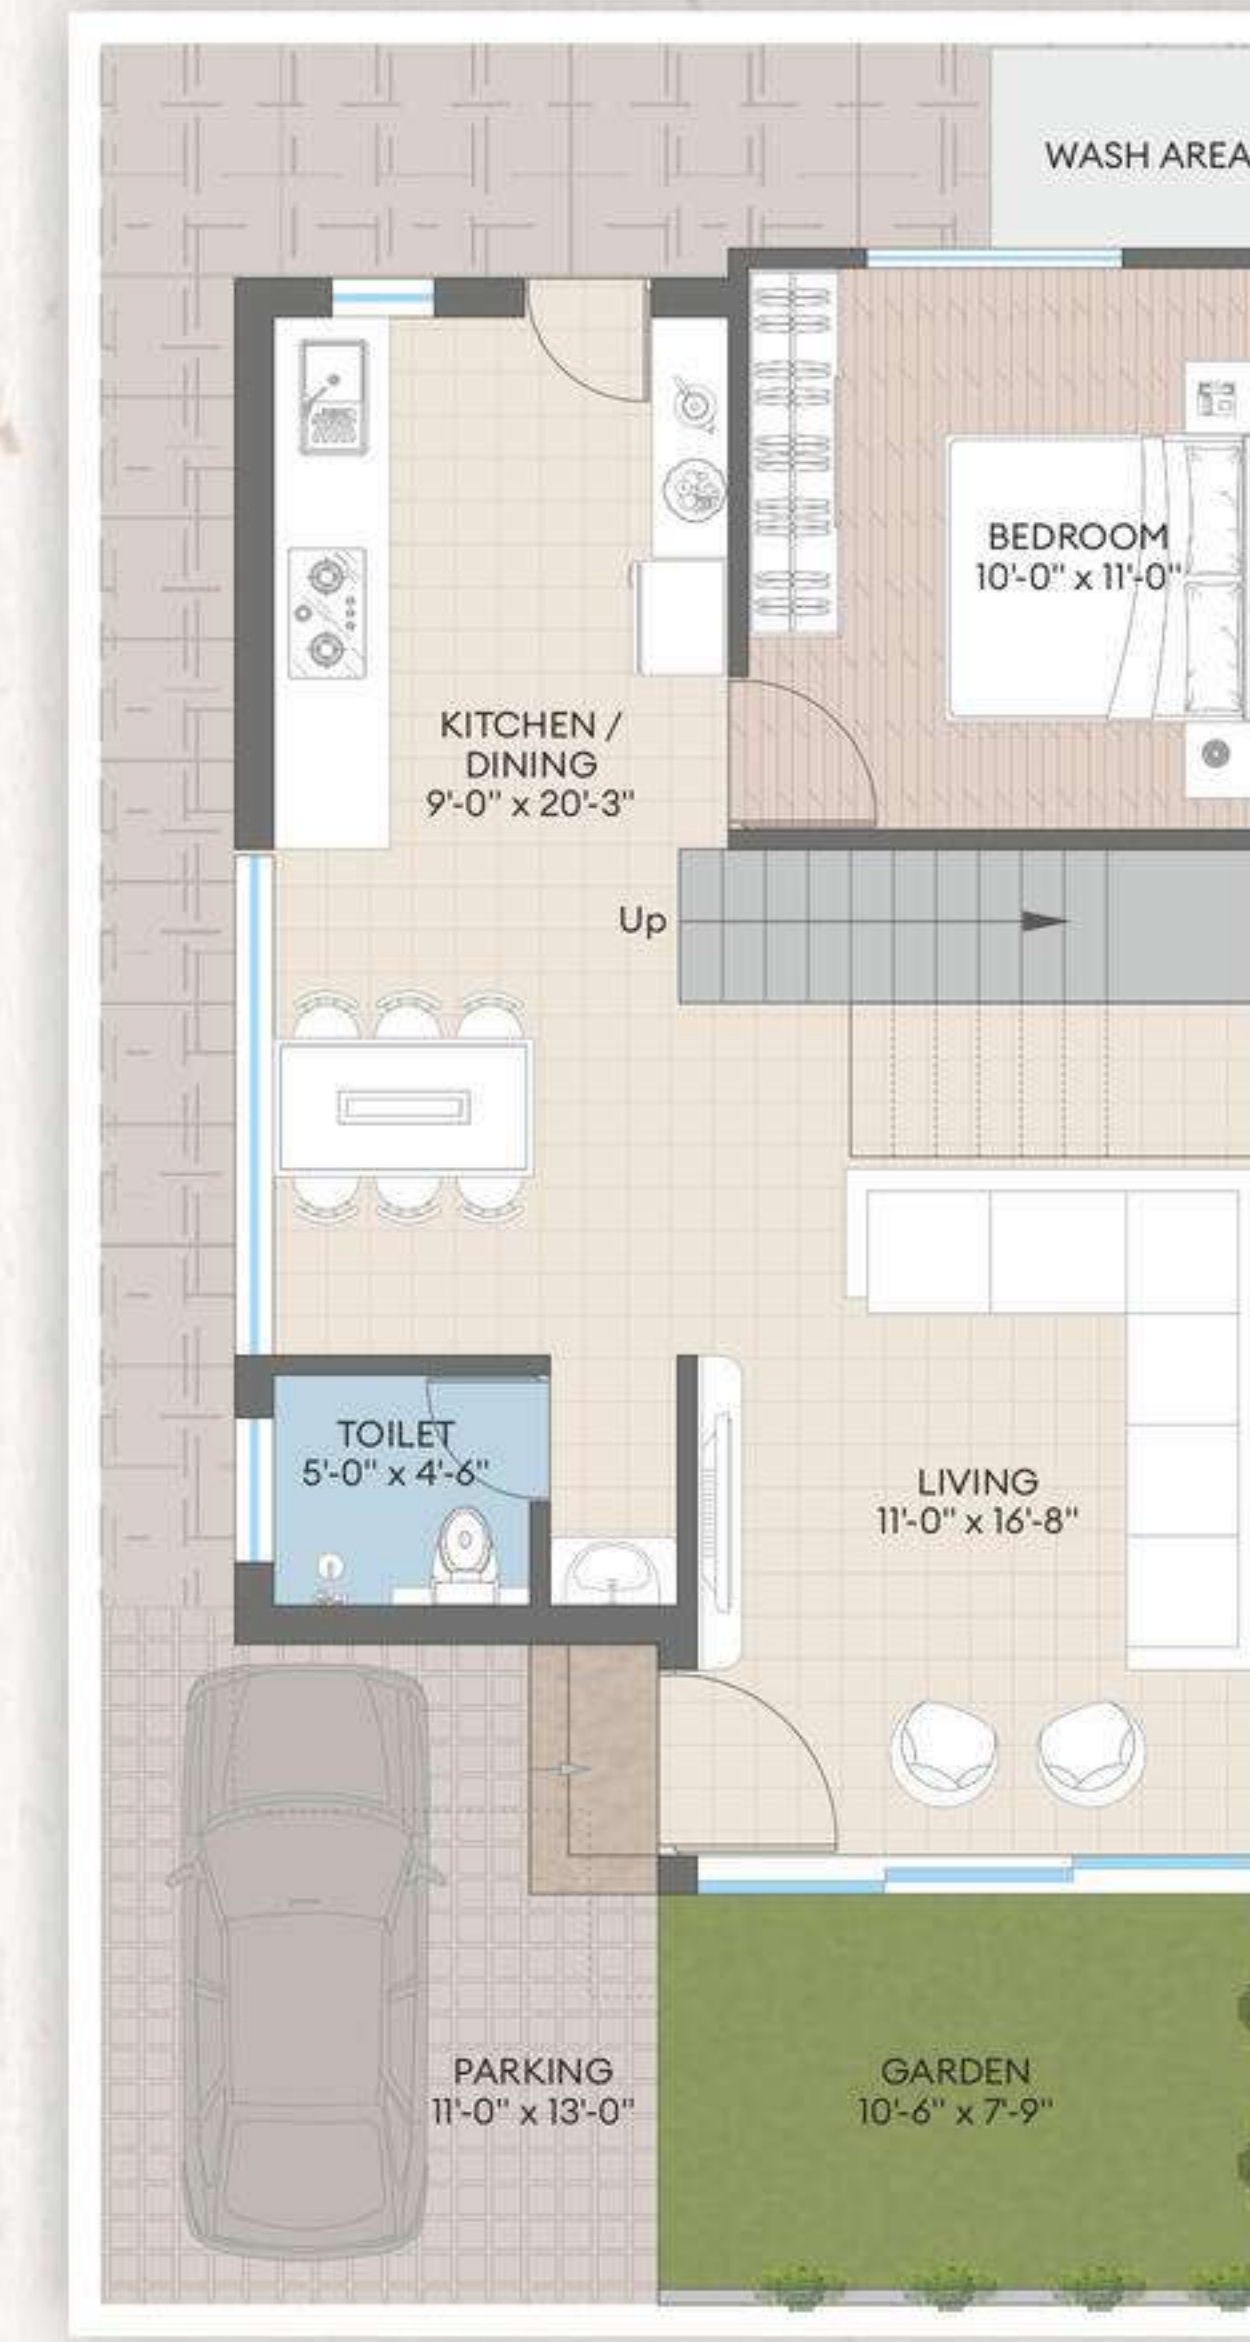 WASH AREA
BEDROOM
10'-0" x 11'-0"
KITCHEN /
DINING
9'-0" x 20'-3"
Up
TOILET
5'-0" x 4'-6"
LIVING
11'-0" x 16'-8"
PARKING
11'-0" x 13'-0"
GARDEN
10'-6" x 7'-9"